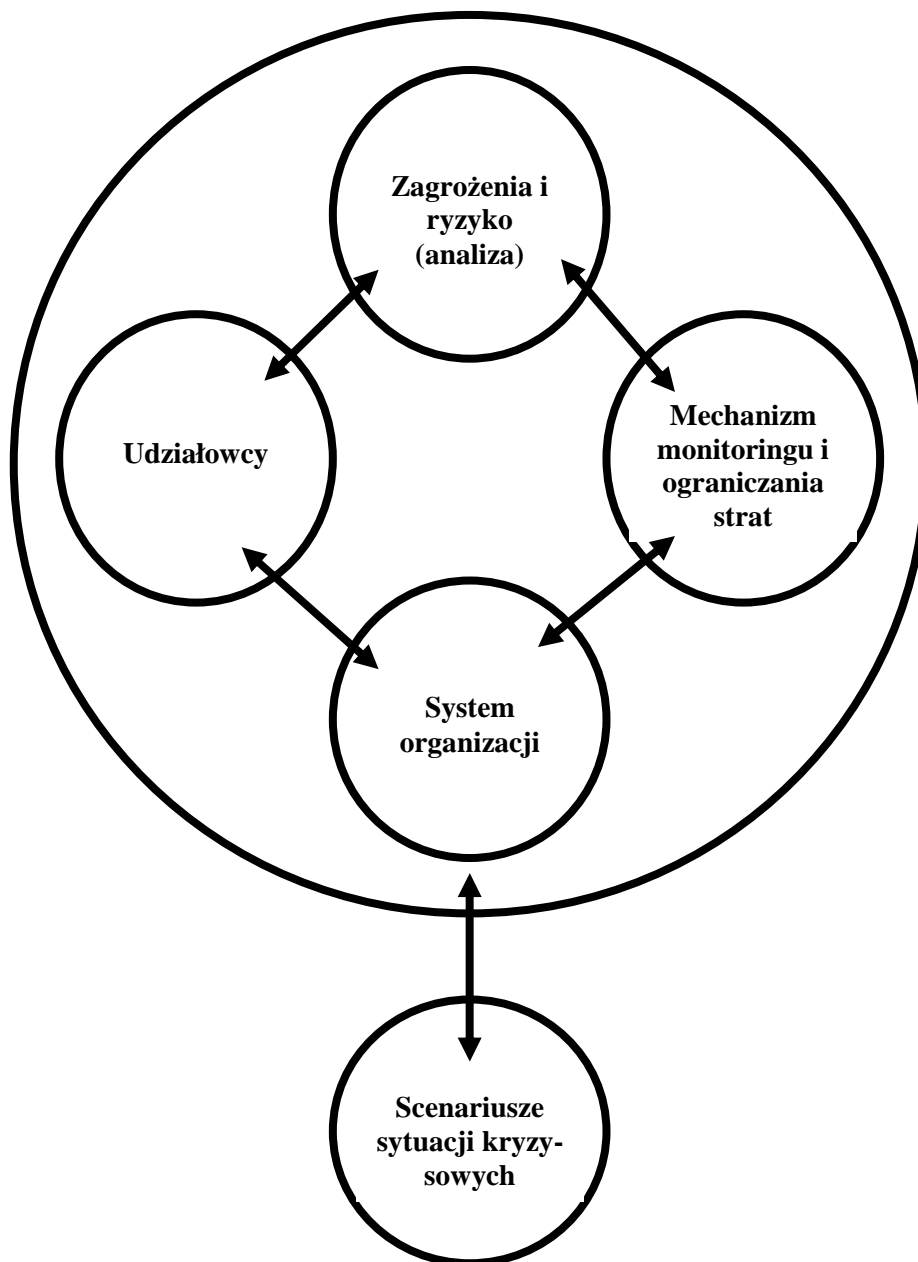 Zagrożenia i
ryzyko
(analiza)
Udziałowcy
Mechanizm
monitoringu i
ograniczania
strat
System
organizacji
Scenariusze
sytuacji kryzy-
sowych